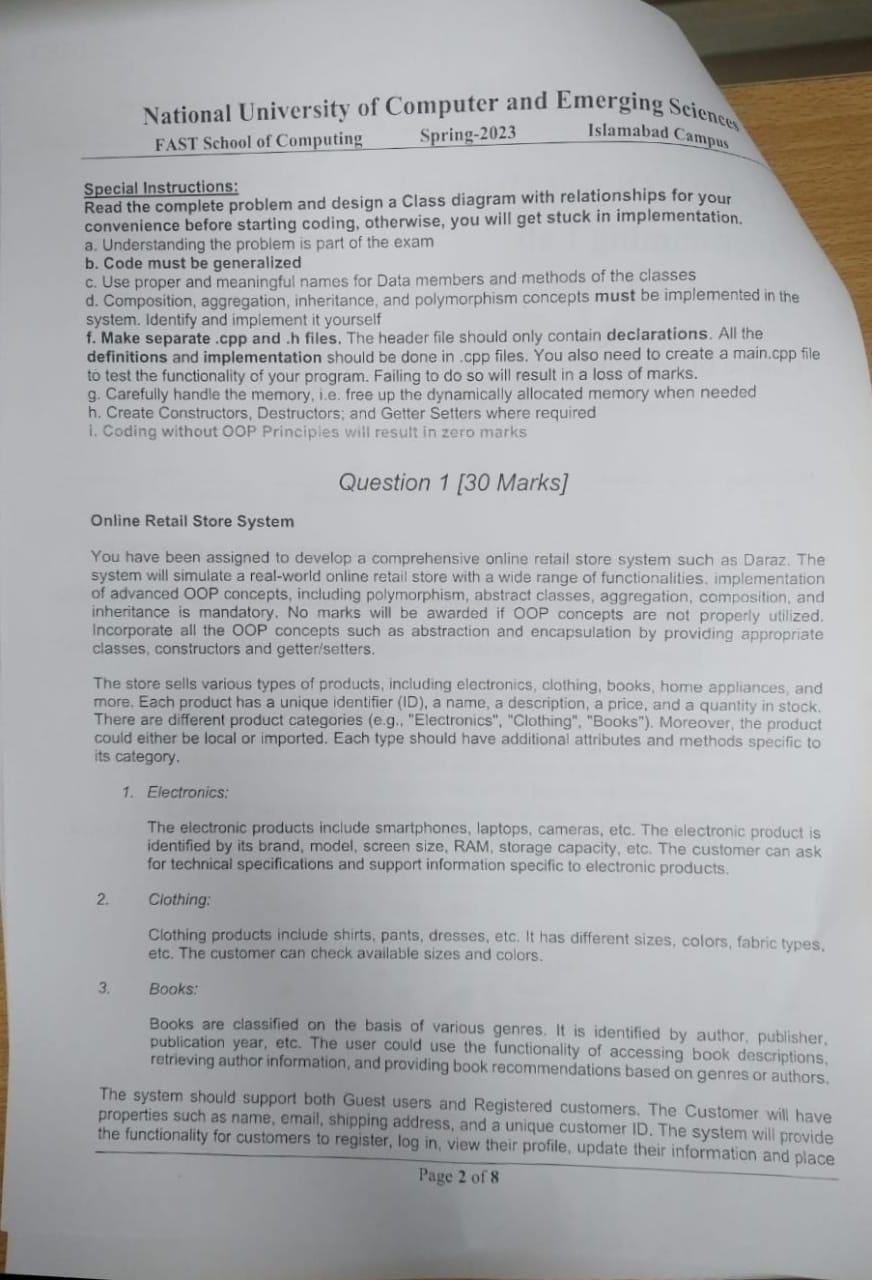 National University of Computer and Emerging Sciences
FAST School of Computing Spring-2023 Islamabad Campus
Special Instructions:
Read the complete problem and design a Class diagram with relationships for your
convenience before starting coding, otherwise, you will get stuck in implementation.
a. Understanding the problem is part of the exam
b. Code must be generalized
c. Use proper and meaningful names for Data members and methods of the classes
d. Composition, aggregation, inheritance, and polymorphism concepts must be implemented in the
system. Identify and implement it yourself
f. Make separate .cpp and .h files. The header file should only contain declarations. All the
definitions and implementation should be done in .cpp files. You also need to create a main.cpp file
to test the functionality of your program. Failing to do so will result in a loss of marks.
g. Carefully handle the memory, i.e. free up the dynamically allocated memory when needed
h. Create Constructors, Destructors; and Getter Setters where required
i. Coding without OOP Principles will result in zero marks
Question 1 [30 Marks]
Online Retail Store System
You have been assigned to develop a comprehensive online retail store system such as Daraz. The
system will simulate a real-world online retail store with a wide range of functionalities. implementation
of advanced OOP concepts, including polymorphism, abstract classes, aggregation, composition, and
inheritance is mandatory. No marks will be awarded if OOP concepts are not properly utilized.
Incorporate all the OOP concepts such as abstraction and encapsulation by providing appropriate
classes, constructors and getter/setters.
The store sells various types of products, including electronics, clothing, books, home appliances, and
more. Each product has a unique identifier (ID), a name, a description, a price, and a quantity in stock.
There are different product categories (e.g., "Electronics", "Clothing", "Books"). Moreover, the product
could either be local or imported. Each type should have additional attributes and methods specific to
its category.
1. Electronics:
The electronic products include smartphones, laptops, cameras, etc. The electronic product is
identified by its brand, model, screen size, RAM, storage capacity, etc. The customer can ask
for technical specifications and support information specific to electronic products.
2. Clothing:
Clothing products include shirts, pants, dresses, etc. It has different sizes, colors, fabric types,
etc. The customer can check available sizes and colors.
3. Books:
Books are classified on the basis of various genres. It is identified by author, publisher,
publication year, etc. The user could use the functionality of accessing book descriptions,
retrieving author information, and providing book recommendations based on genres or authors.
The system should support both Guest users and Registered customers. The Customer will have
properties such as name, email, shipping address, and a unique customer ID. The system will provide
the functionality for customers to register, log in, view their profile, update their information and place
Page 2 of 8